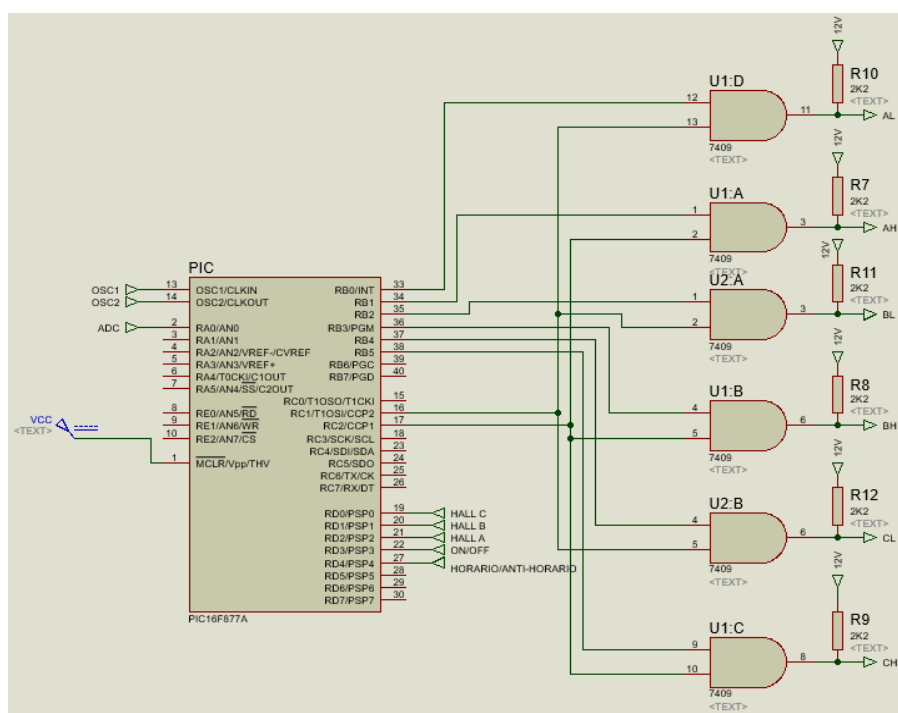 12V
U1:D
R10
2K2
<TEXT>
12
13
11
AL
7409
<TEXT>
12V
U1:A
R7
2K2
<TEXT>
1
2
3
AH
7409
<TEXT>
12V
U2:A
R11
2K2
<TEXT>
1
2
3
BL
7409
<TEXT>
12V
U1:B
R8
2K2
<TEXT>
4
5
6
BH
7409
<TEXT>
12V
U2:B
R12
2K2
<TEXT>
4
5
6
CL
7409
<TEXT>
12V
U1:C
R9
2K2
<TEXT>
9
10
8
CH
7409
<TEXT>
PIC
OSC1 13 OSC1/CLKIN
OSC2 14 OSC2/CLKOUT
ADC 2 RA0/AN0
3 RA1/AN1
4 RA2/AN2/VREF-/CVREF
5 RA3/AN3/VREF+
6 RA4/T0CKI/C1OUT
7 RA5/AN4/SS/C2OUT
8 RE0/AN5/RD
9 RE1/AN6/WR
10 RE2/AN7/CS
VCC
<TEXT>
1 MCLR/Vpp/THV
RB0/INT 33
RB1 34
RB2 35
RB3/PGM 36
RB4 37
RB5 38
RB6/PGC 39
RB7/PGD 40
RC0/T1OSO/T1CKI 15
RC1/T1OSI/CCP2 16
RC2/CCP1 17
RC3/SCK/SCL 18
RC4/SDI/SDA 23
RC5/SDO 24
RC6/TX/CK 25
RC7/RX/DT 26
RD0/PSP0 19 HALL C
RD1/PSP1 20 HALL B
RD2/PSP2 21 HALL A
RD3/PSP3 22 ON/OFF
RD4/PSP4 27 HORARIO/ANTI-HORARIO
RD5/PSP5 28
RD6/PSP6 29
RD7/PSP7 30
PIC16F877A